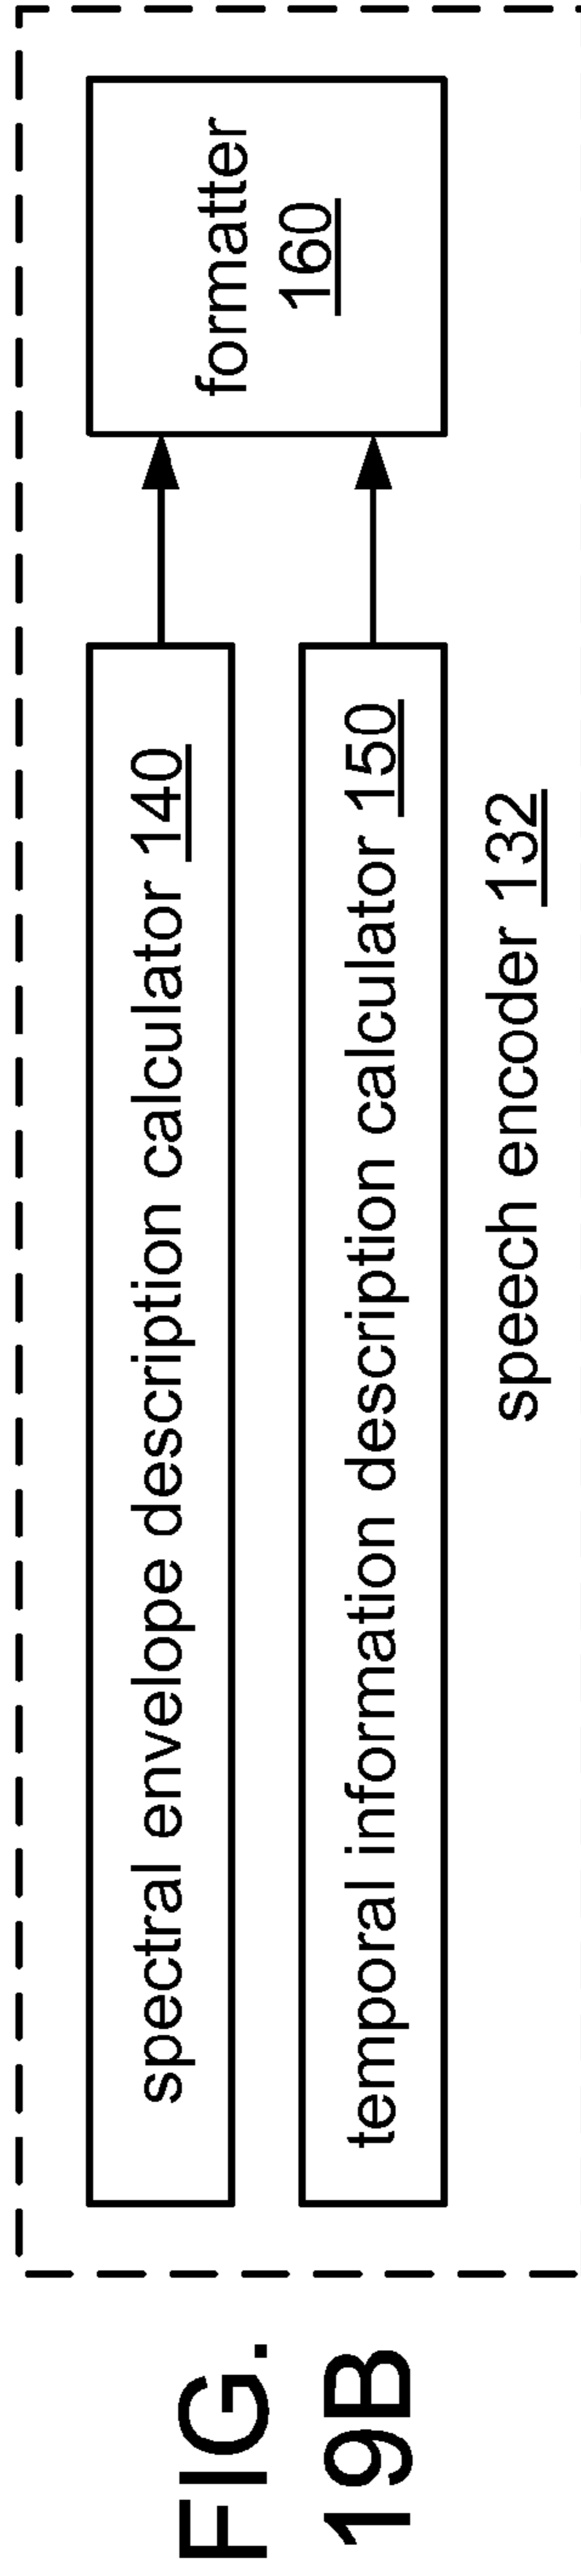 FIG.
19B
spectral envelope description calculator 140
temporal information description calculator 150
formatter
160
speech encoder 132